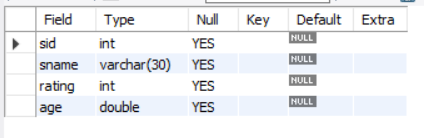 Field Type Null Key Default Extra
sid int YES NULL
sname varchar(30) YES NULL
rating int YES NULL
age double YES NULL